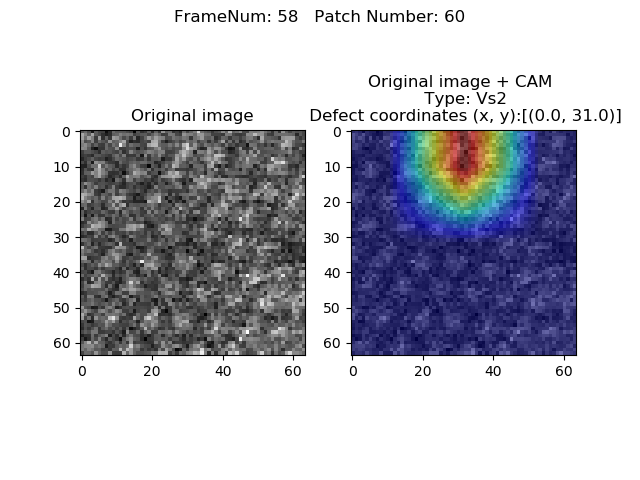 FrameNum: 58   Patch Number: 60
Original image
Original image + CAM
Type: Vs2
Defect coordinates (x, y):[(0.0, 31.0)]
0
10
20
30
40
50
60
0 20 40 60
0
10
20
30
40
50
60
0 20 40 60